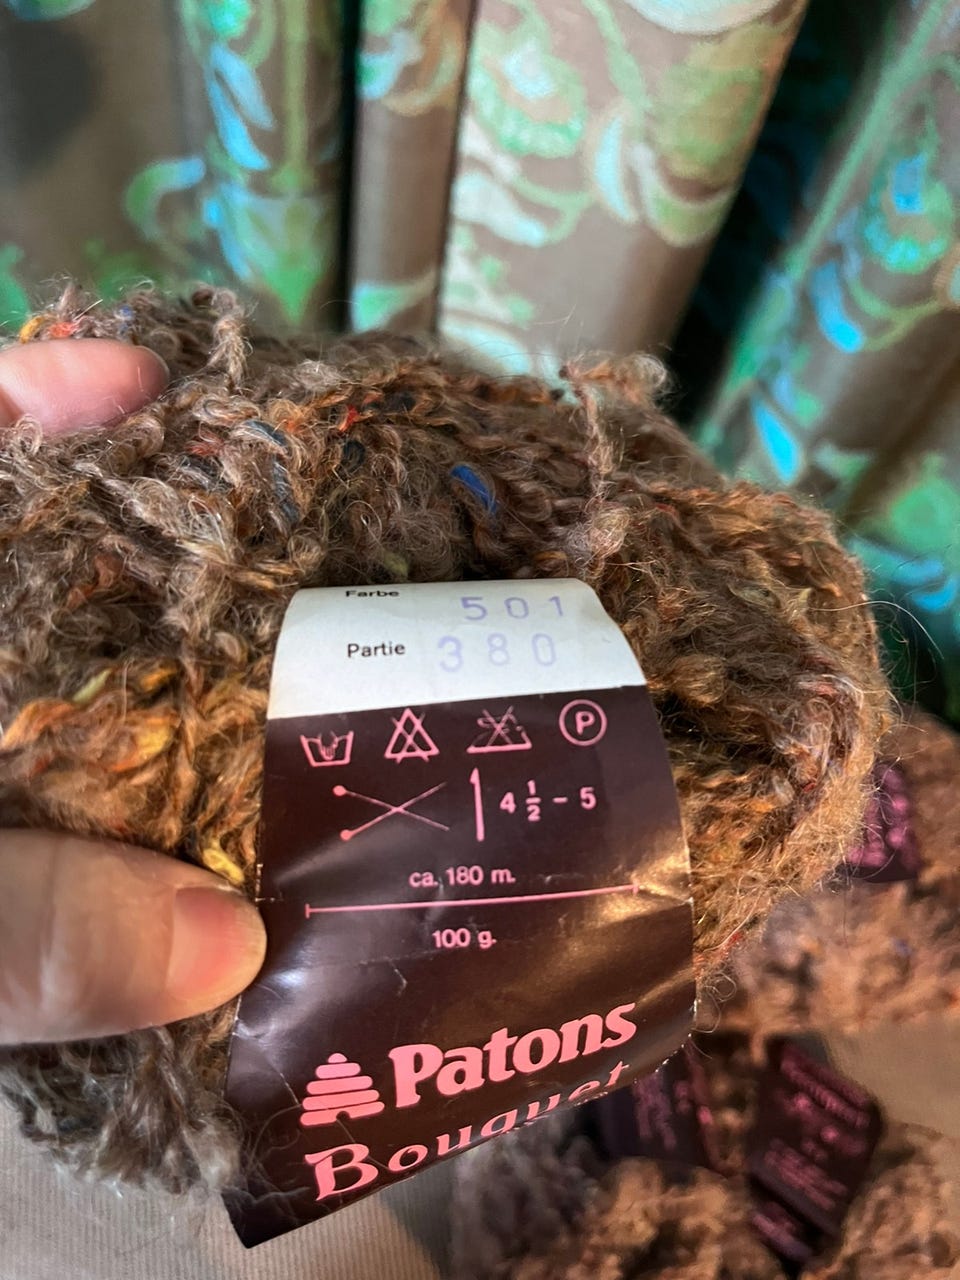 Farbe 501
Partie 380
P
4 1/2 - 5
ca. 180 m.
100 g.
Patons
Bouquet